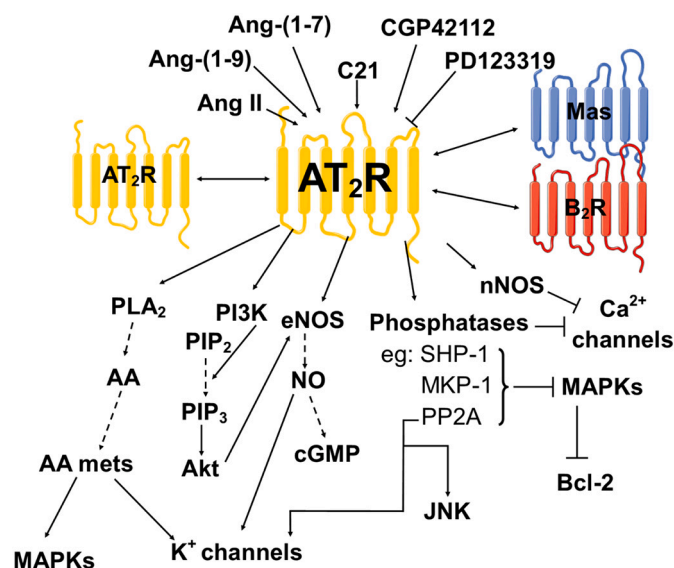 Ang-(1-7)
CGP42112
Ang-(1-9)
C21
PD123319
Ang II
Mas
AT₂R
AT₂R
B₂R
nNOS
Ca²⁺
channels
PLA₂
PI3K
eNOS
Phosphatases
PIP₂
eg: SHP-1
AA
NO
MKP-1
MAPKs
PIP₃
PP2A
AA mets
Akt
cGMP
Bcl-2
JNK
MAPKs
K⁺ channels